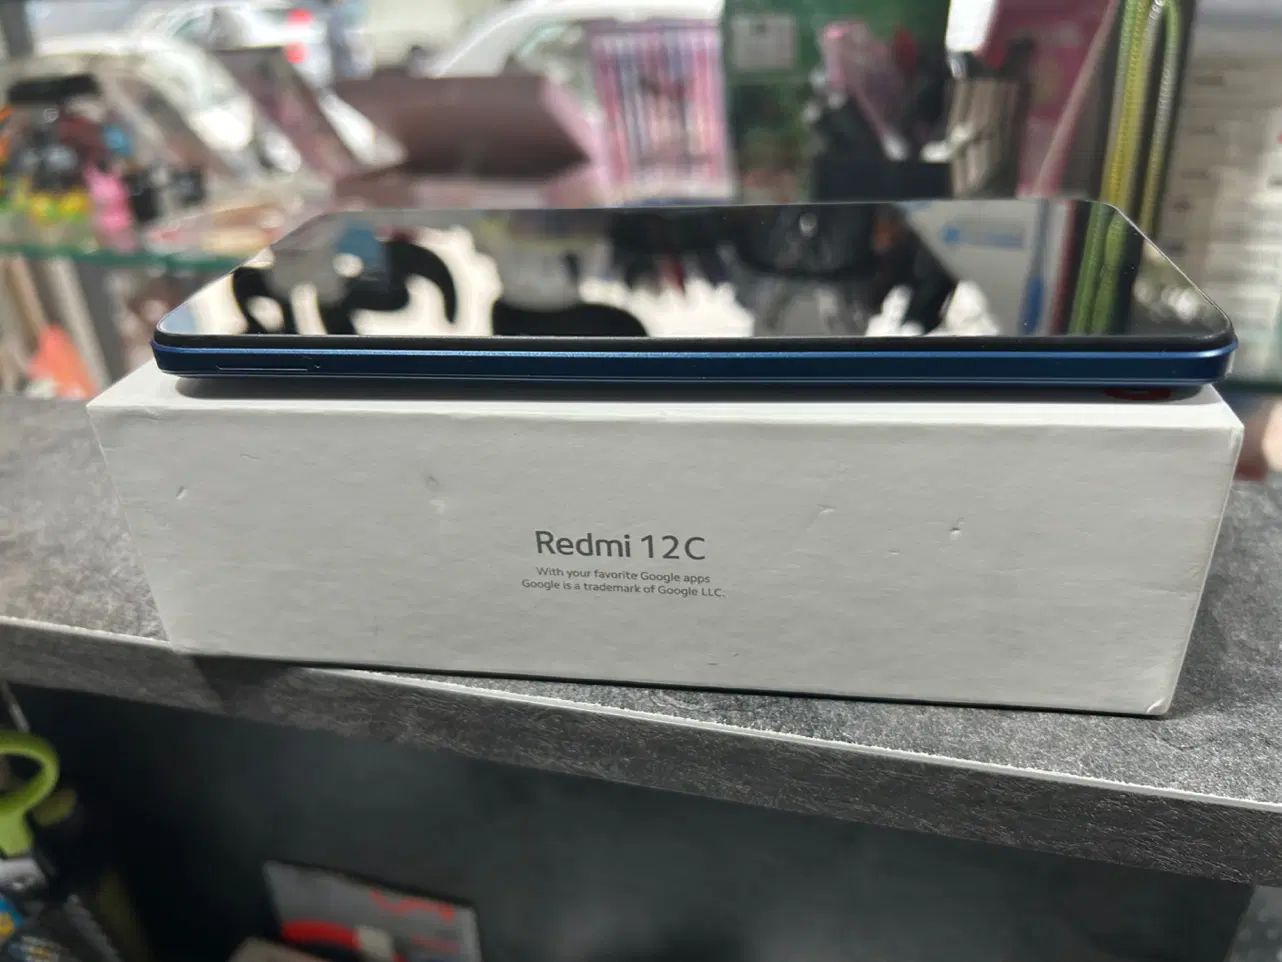 Redmi 12C
With your favorite Google apps
Google is a trademark of Google LLC.